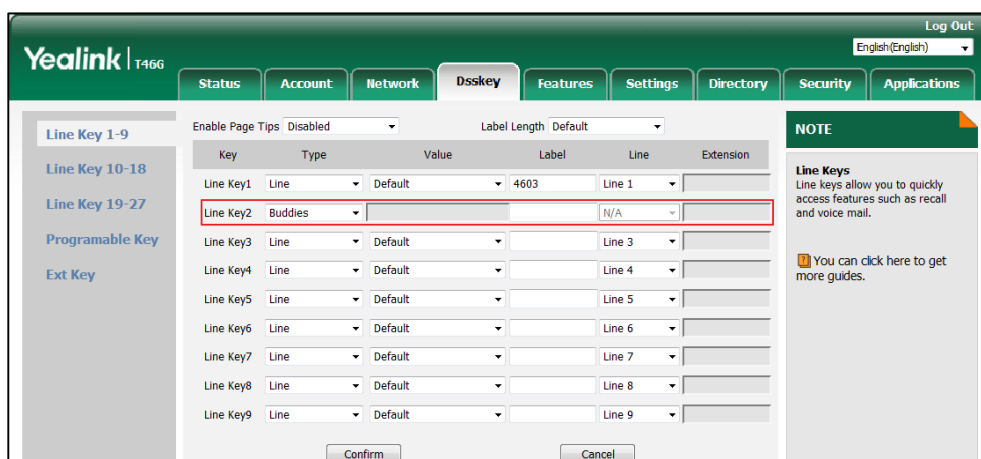 Log Out
Yealink T46G
English(English)
Status Account Network Dsskey Features Settings Directory Security Applications
Line Key 1-9
Line Key 10-18
Line Key 19-27
Programable Key
Ext Key
Enable Page Tips Disabled Label Length Default
Key Type Value Label Line Extension
Line Key1 Line Default 4603 Line 1
Line Key2 Buddies N/A
Line Key3 Line Default Line 3
Line Key4 Line Default Line 4
Line Key5 Line Default Line 5
Line Key6 Line Default Line 6
Line Key7 Line Default Line 7
Line Key8 Line Default Line 8
Line Key9 Line Default Line 9
Confirm Cancel
NOTE
Line Keys
Line keys allow you to quickly
access features such as recall
and voice mail.
? You can click here to get
more guides.